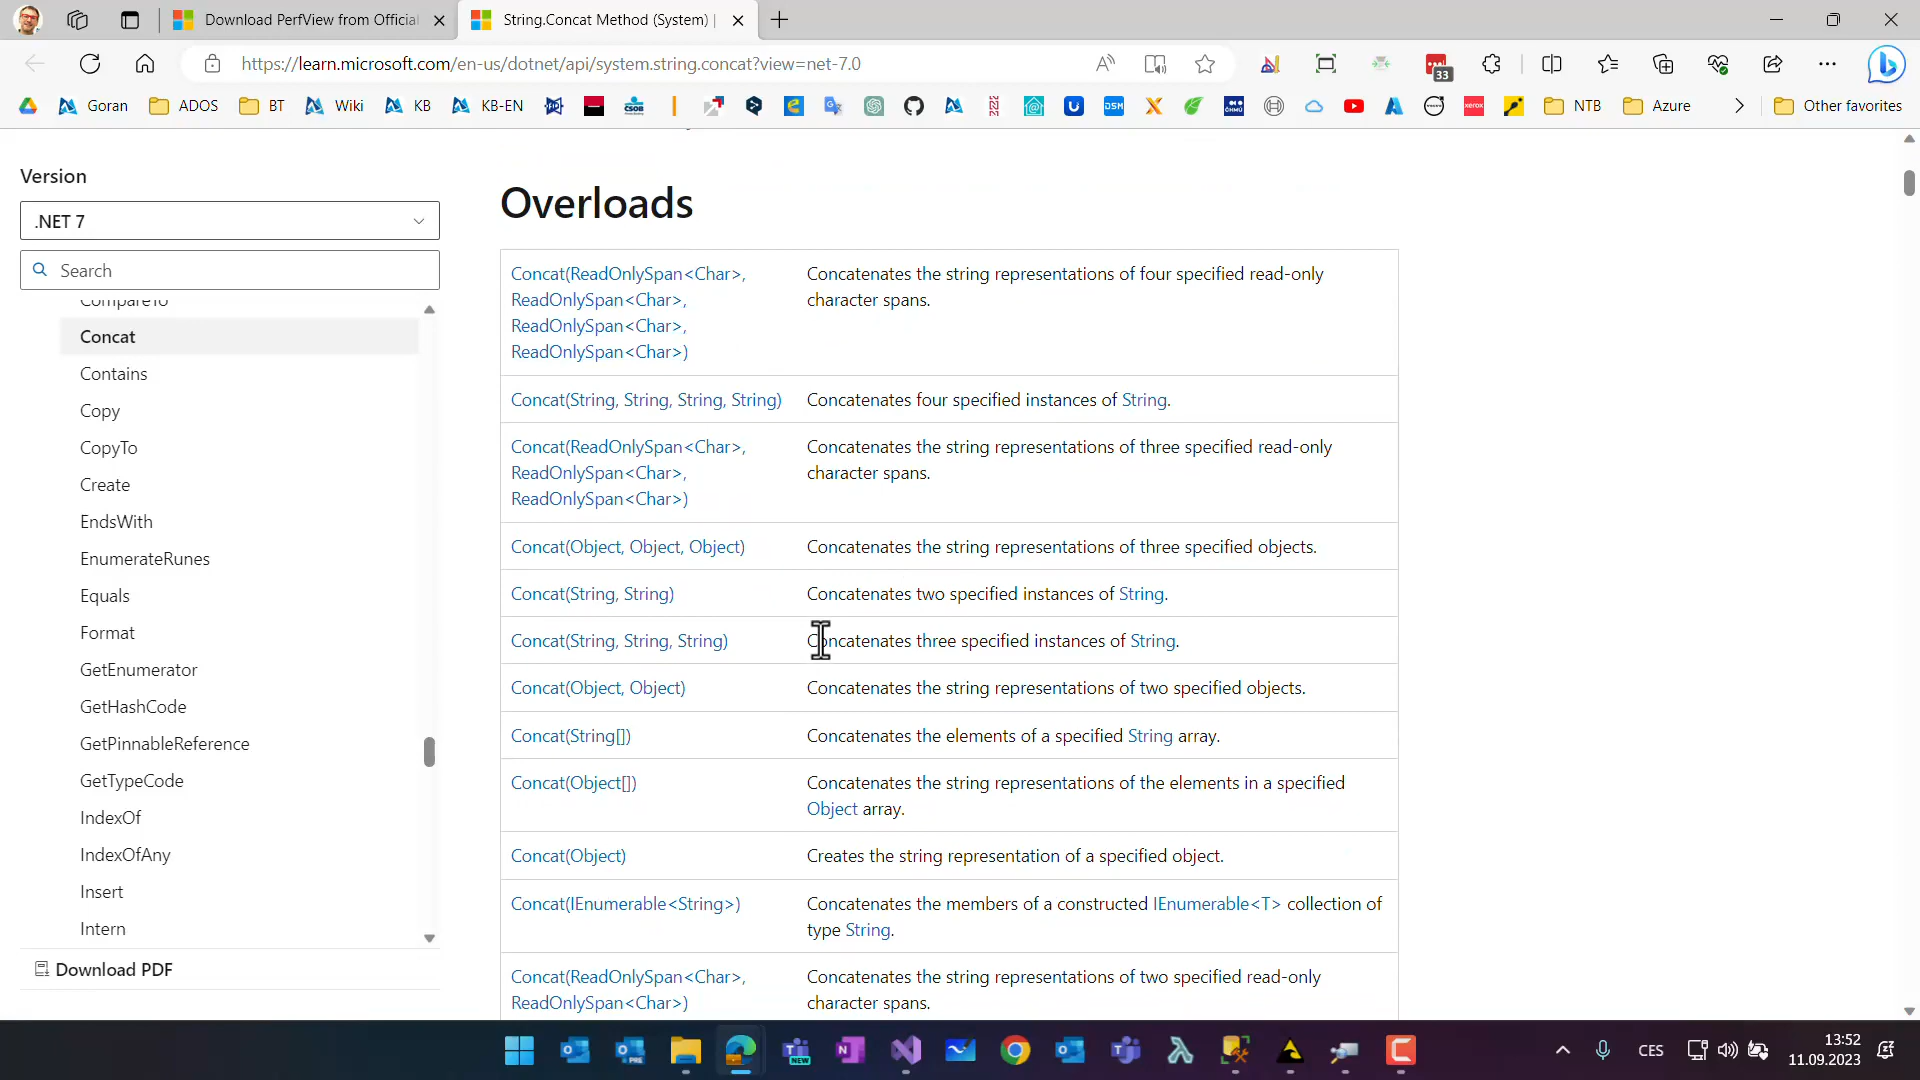 Download PerfView from Official
String.Concat Method (System) |
https://learn.microsoft.com/en-us/dotnet/api/system.string.concat?view=net-7.0
33
Goran
ADOS
BT
Wiki
KB
KB-EN
NTB
Azure
Other favorites
Version
.NET 7
Search
CompareTo
Concat
Contains
Copy
CopyTo
Create
EndsWith
EnumerateRunes
Equals
Format
GetEnumerator
GetHashCode
GetPinnableReference
GetTypeCode
IndexOf
IndexOfAny
Insert
Intern
Download PDF
Overloads
Concat(ReadOnlySpan<Char>,
ReadOnlySpan<Char>,
ReadOnlySpan<Char>,
ReadOnlySpan<Char>)
Concatenates the string representations of four specified read-only
character spans.
Concat(String, String, String, String)
Concatenates four specified instances of String.
Concat(ReadOnlySpan<Char>,
ReadOnlySpan<Char>,
ReadOnlySpan<Char>)
Concatenates the string representations of three specified read-only
character spans.
Concat(Object, Object, Object)
Concatenates the string representations of three specified objects.
Concat(String, String)
Concatenates two specified instances of String.
Concat(String, String, String)
Concatenates three specified instances of String.
Concat(Object, Object)
Concatenates the string representations of two specified objects.
Concat(String[])
Concatenates the elements of a specified String array.
Concat(Object[])
Concatenates the string representations of the elements in a specified
Object array.
Concat(Object)
Creates the string representation of a specified object.
Concat(IEnumerable<String>)
Concatenates the members of a constructed IEnumerable<T> collection of
type String.
Concat(ReadOnlySpan<Char>,
ReadOnlySpan<Char>)
Concatenates the string representations of two specified read-only
character spans.
CES
13:52
11.09.2023